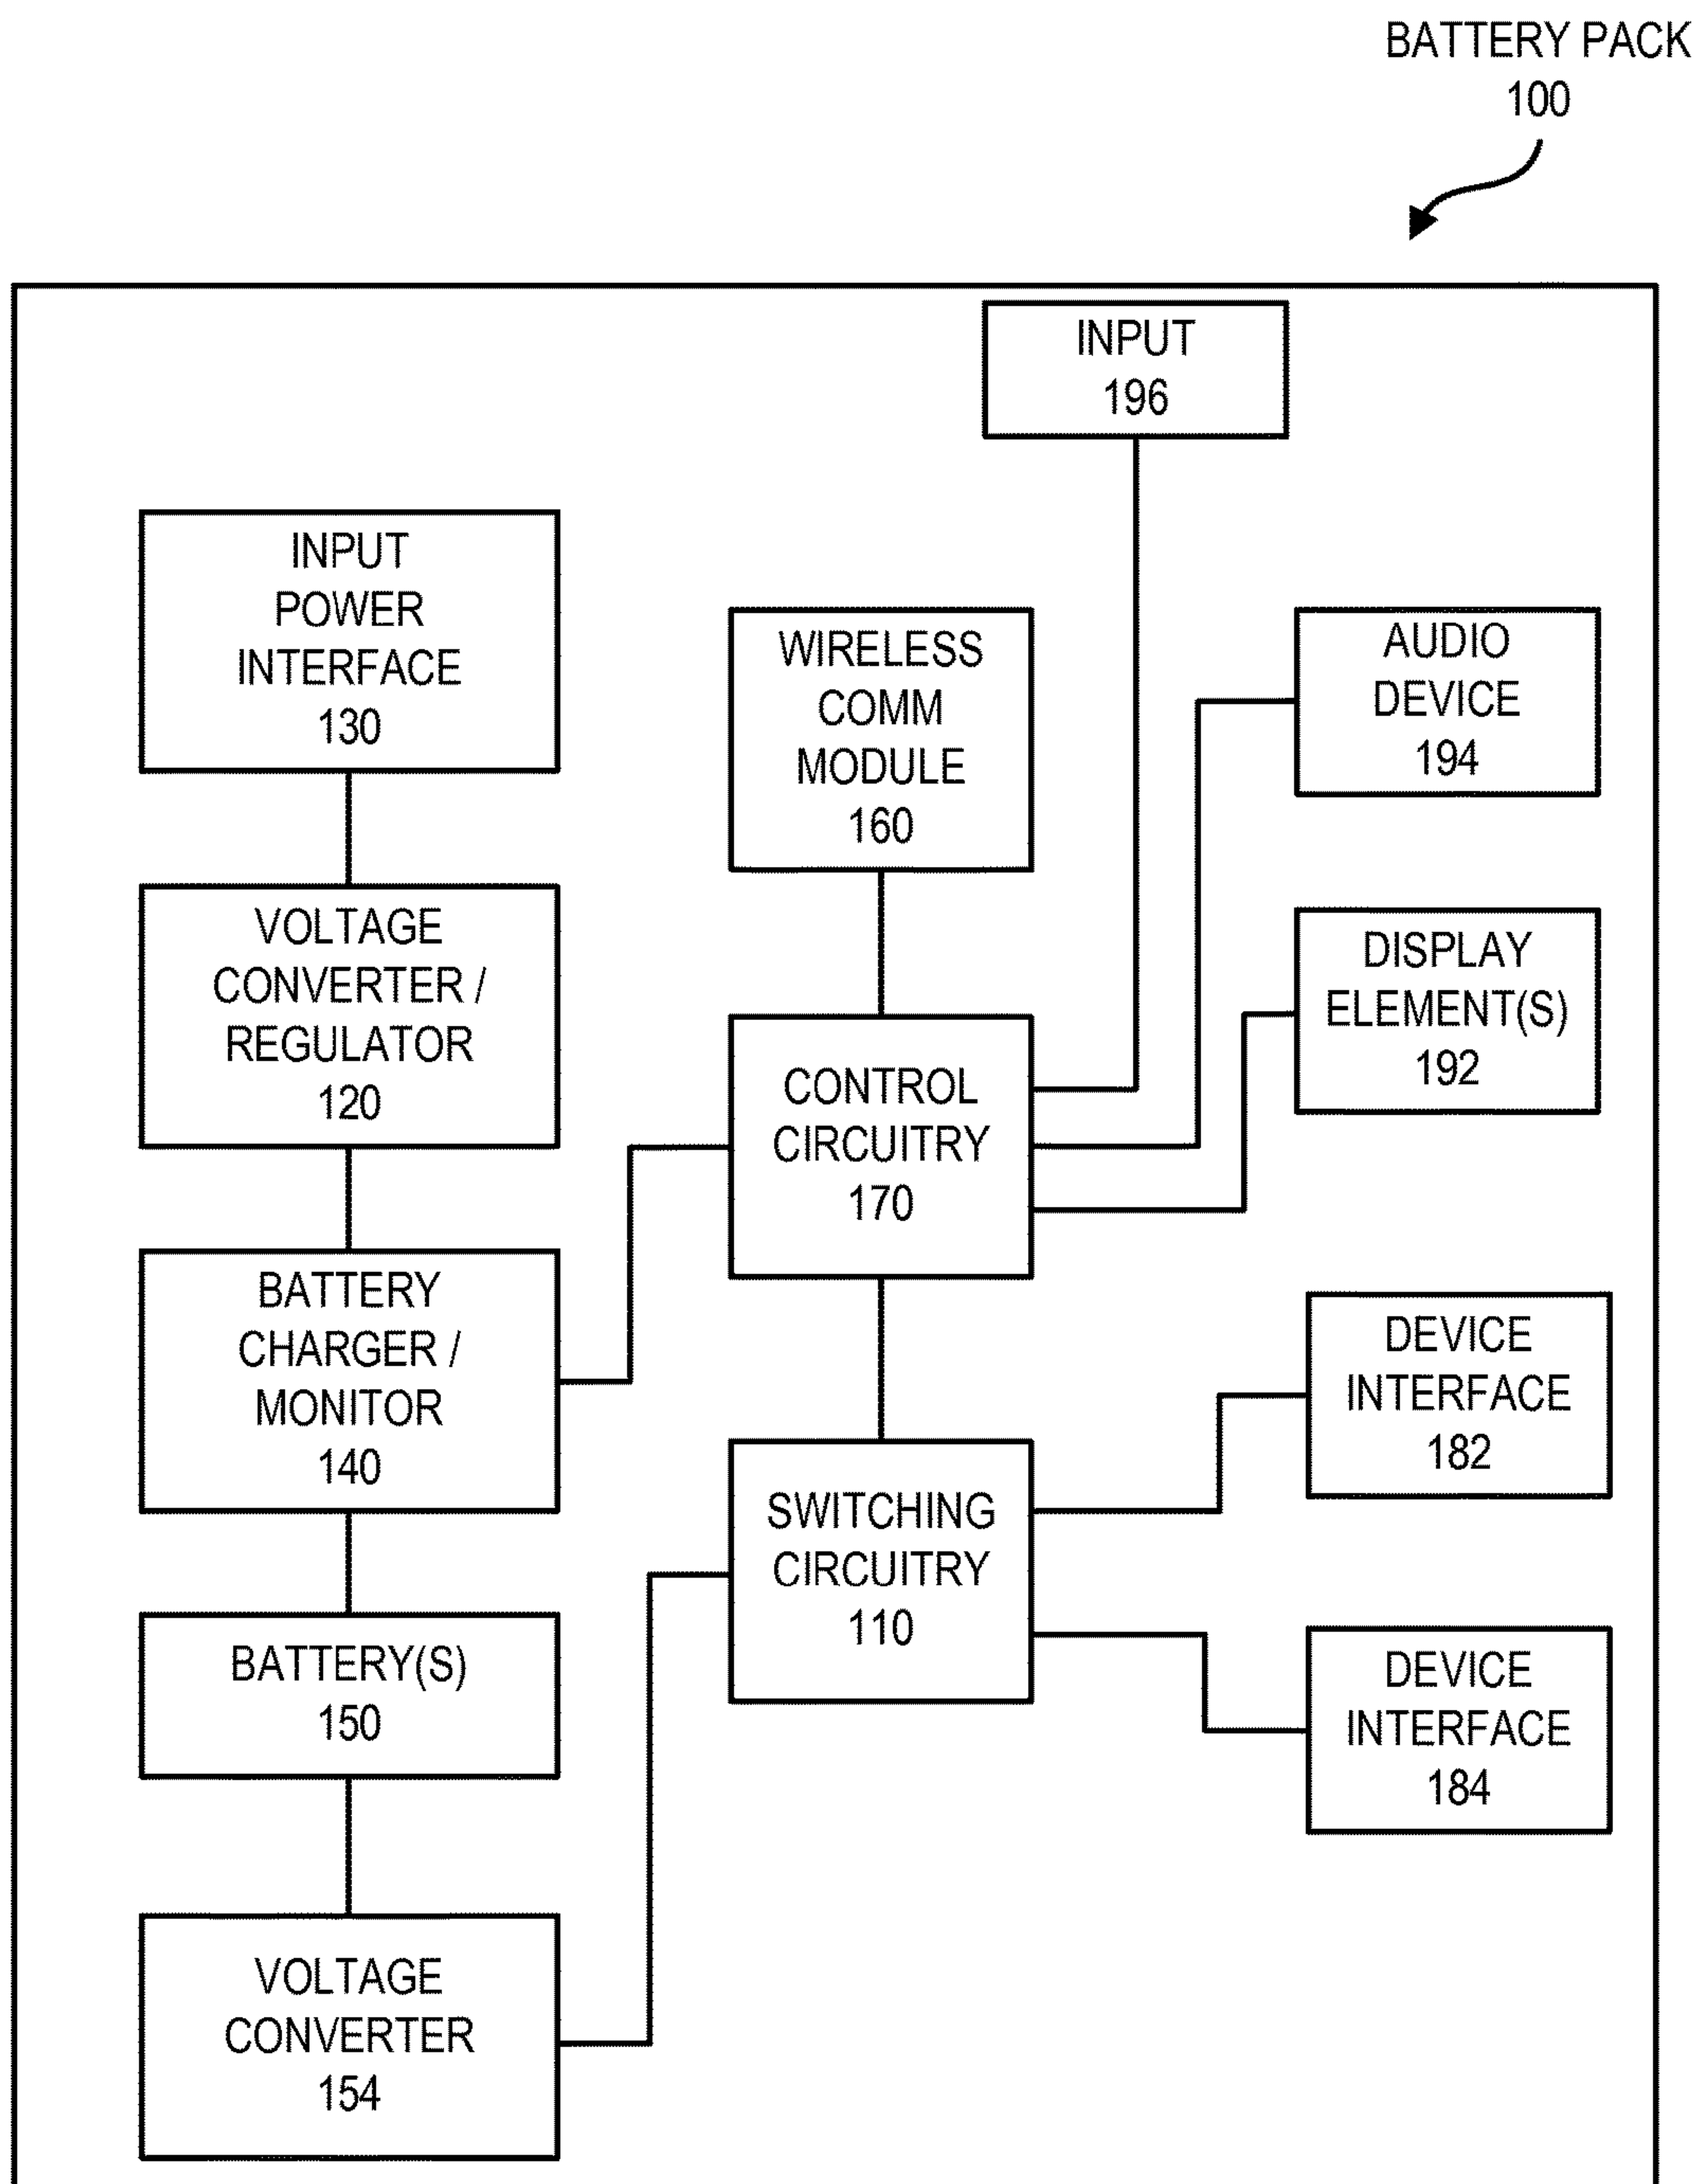 BATTERY PACK
100
INPUT
196
INPUT
POWER
INTERFACE
130
WIRELESS
COMM
MODULE
160
AUDIO
DEVICE
194
VOLTAGE
CONVERTER /
REGULATOR
120
DISPLAY
ELEMENT(S)
192
CONTROL
CIRCUITRY
170
BATTERY
CHARGER /
MONITOR
140
DEVICE
INTERFACE
182
SWITCHING
CIRCUITRY
110
BATTERY(S)
150
DEVICE
INTERFACE
184
VOLTAGE
CONVERTER
154